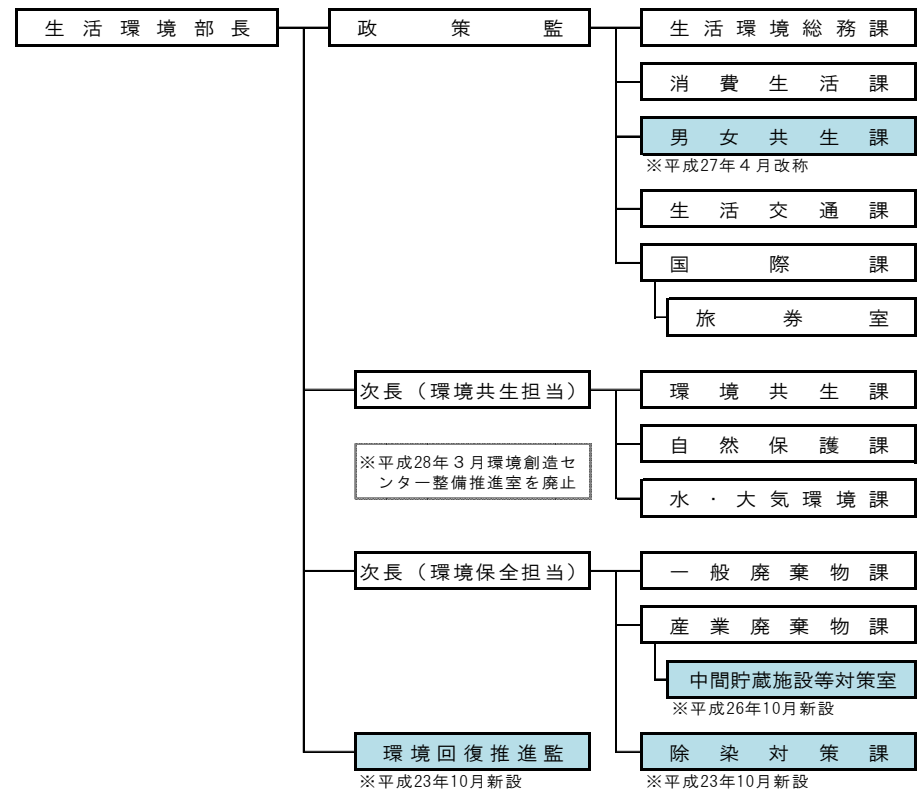 生活環境部長
政策監
生活環境総務課
消費生活課
男女共生課
※平成27年4月改称
生活交通課
国際課
旅券室
次長（環境共生担当）
環境共生課
自然保護課
※平成28年３月環境創造セ
ンター整備推進室を廃止
水・大気環境課
次長（環境保全担当）
一般廃棄物課
産業廃棄物課
中間貯蔵施設等対策室
※平成26年10月新設
環境回復推進監
※平成23年10月新設
除染対策課
※平成23年10月新設